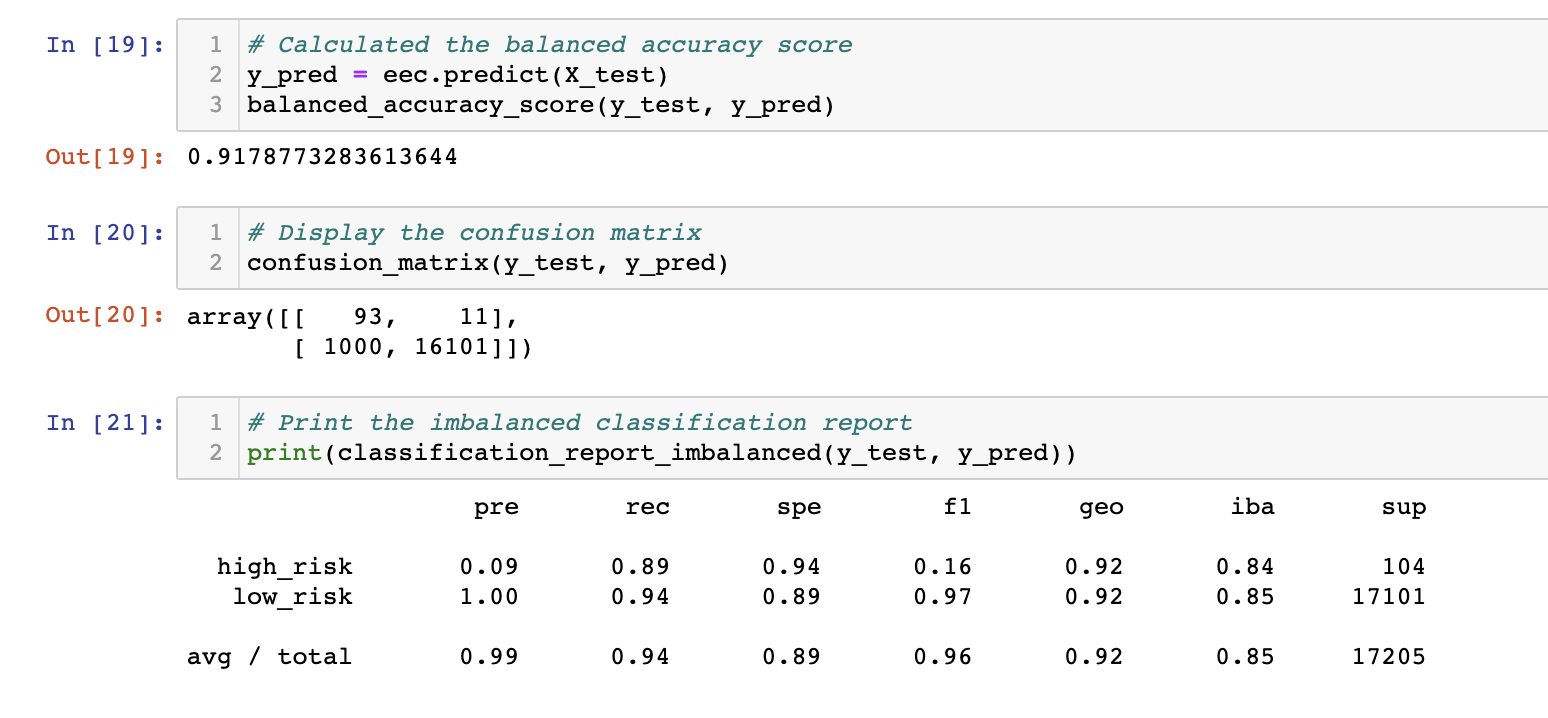 In [19]: 1 # Calculated the balanced accuracy score
2 y_pred = eec.predict(X_test)
3 balanced_accuracy_score(y_test, y_pred)
Out[19]: 0.9178773283613644
In [20]: 1 # Display the confusion matrix
2 confusion_matrix(y_test, y_pred)
Out[20]: array([[   93,    11],
       [ 1000, 16101]])
In [21]: 1 # Print the imbalanced classification report
2 print(classification_report_imbalanced(y_test, y_pred))
pre rec spe f1 geo iba sup
high_risk 0.09 0.89 0.94 0.16 0.92 0.84 104
low_risk 1.00 0.94 0.89 0.97 0.92 0.85 17101
avg / total 0.99 0.94 0.89 0.96 0.92 0.85 17205